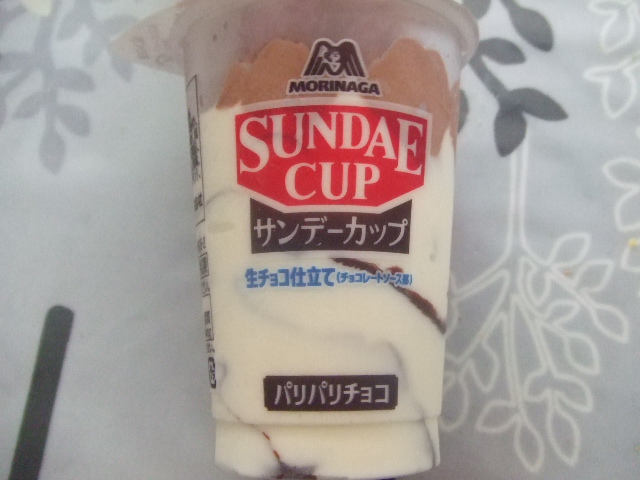 MORINAGA
SUNDAE
CUP
サンデーカップ
生チョコ仕立て(チョコレートソース部)
パリパリチョコ